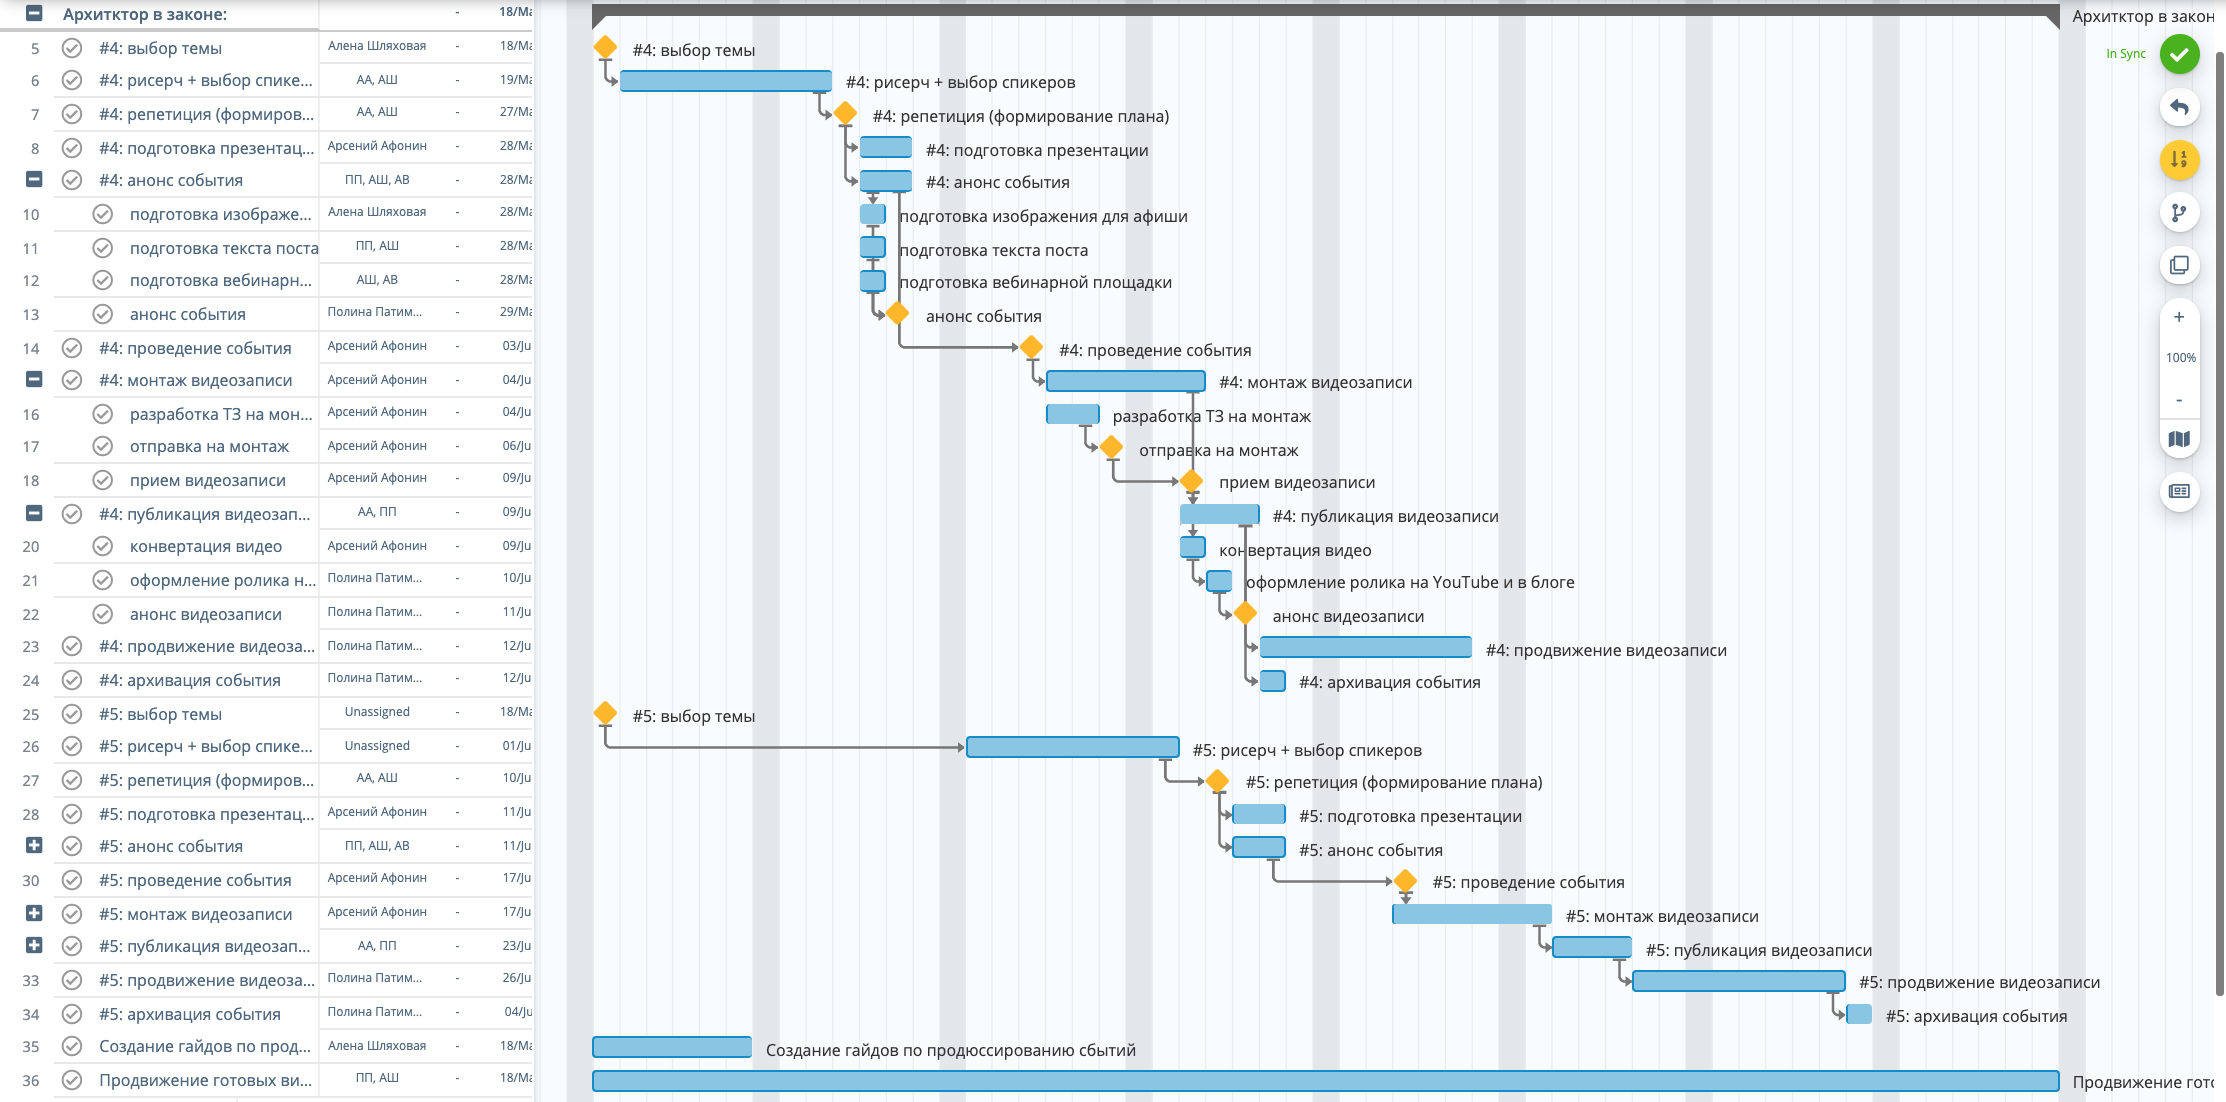 Архитктор в законе: - 18/Ma Архитктор в закон
5 #4: выбор темы Алена Шляховая - 18/Ma #4: выбор темы In Sync
6 #4: рисерч + выбор спике... АА, АШ - 19/Ma #4: рисерч + выбор спикеров
7 #4: репетиция (формиров... АА, АШ - 27/Ma #4: репетиция (формирование плана)
8 #4: подготовка презентац... Арсений Афонин - 28/Ma #4: подготовка презентации
#4: анонс события ПП, АШ, АВ - 28/Ma #4: анонс события
10 подготовка изображе... Алена Шляховая - 28/Ma подготовка изображения для афиши
11 подготовка текста поста ПП, АШ - 28/Ma подготовка текста поста
12 подготовка вебинарн... АШ, АВ - 28/Ma подготовка вебинарной площадки
13 анонс события Полина Патим... - 29/Ma анонс события
+
14 #4: проведение события Арсений Афонин - 03/Ju #4: проведение события
100%
#4: монтаж видеозаписи Арсений Афонин - 04/Ju #4: монтаж видеозаписи
-
16 разработка ТЗ на мон... Арсений Афонин - 04/Ju разработка ТЗ на монтаж
17 отправка на монтаж Арсений Афонин - 06/Ju отправка на монтаж
18 прием видеозаписи Арсений Афонин - 09/Ju прием видеозаписи
#4: публикация видеозап... АА, ПП - 09/Ju #4: публикация видеозаписи
20 конвертация видео Арсений Афонин - 09/Ju конвертация видео
21 оформление ролика н... Полина Патим... - 10/Ju оформление ролика на YouTube и в блоге
22 анонс видеозаписи Полина Патим... - 11/Ju анонс видеозаписи
23 #4: продвижение видеоза... Полина Патим... - 12/Ju #4: продвижение видеозаписи
24 #4: архивация события Полина Патим... - 12/Ju #4: архивация события
25 #5: выбор темы Unassigned - 18/Ma #5: выбор темы
26 #5: рисерч + выбор спике... Unassigned - 01/Ju #5: рисерч + выбор спикеров
27 #5: репетиция (формиров... АА, АШ - 10/Ju #5: репетиция (формирование плана)
28 #5: подготовка презентац... Арсений Афонин - 11/Ju #5: подготовка презентации
#5: анонс события ПП, АШ, АВ - 11/Ju #5: анонс события
30 #5: проведение события Арсений Афонин - 17/Ju #5: проведение события
#5: монтаж видеозаписи Арсений Афонин - 17/Ju #5: монтаж видеозаписи
#5: публикация видеозап... АА, ПП - 23/Ju #5: публикация видеозаписи
33 #5: продвижение видеоза... Полина Патим... - 26/Ju #5: продвижение видеозаписи
34 #5: архивация события Полина Патим... - 04/Ju #5: архивация события
35 Создание гайдов по прод... Алена Шляховая - 18/Ma Создание гайдов по продюссированию сбытий
36 Продвижение готовых ви... ПП, АШ - 18/Ma Продвижение гото